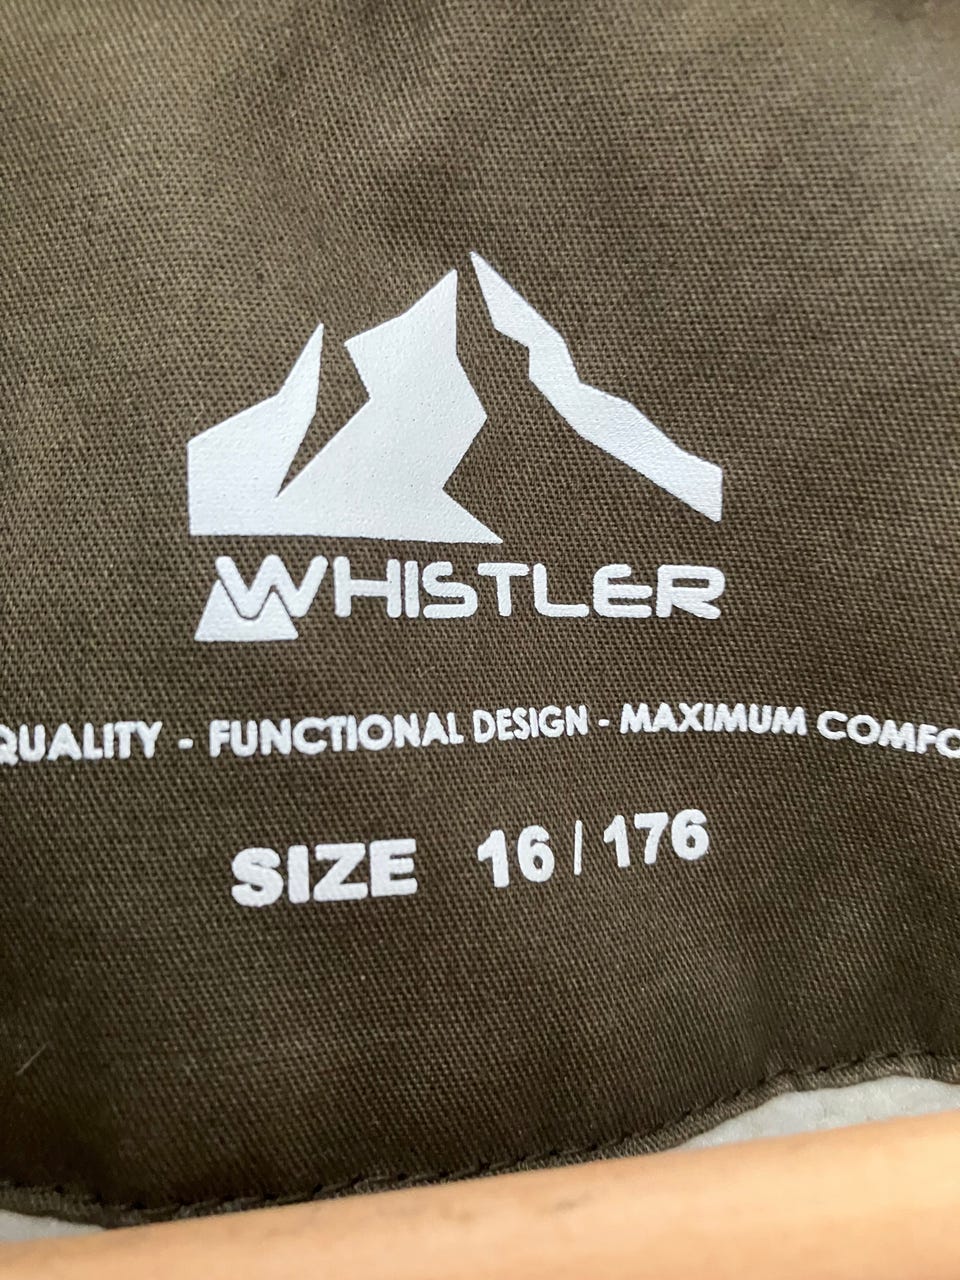 WHISTLER
QUALITY - FUNCTIONAL DESIGN - MAXIMUM
SIZE 16 / 176